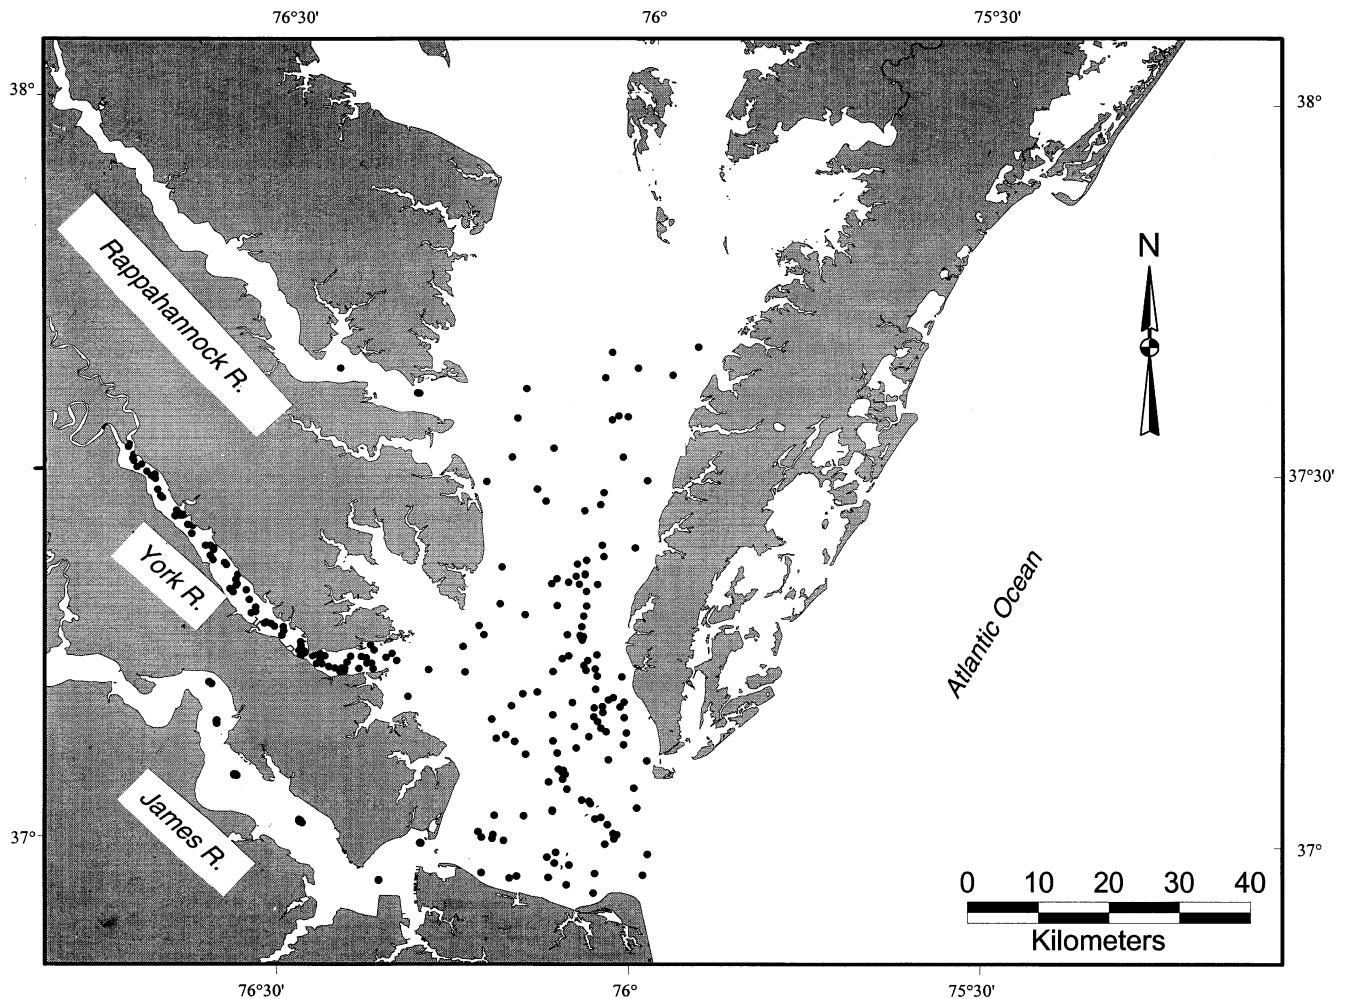 76°30' 76° 75°30'
38° 38°
N
Rappahannock R.
37°30'
York R.
Atlantic Ocean
James R.
37° 37°
0 10 20 30 40
Kilometers
76°30' 76° 75°30'